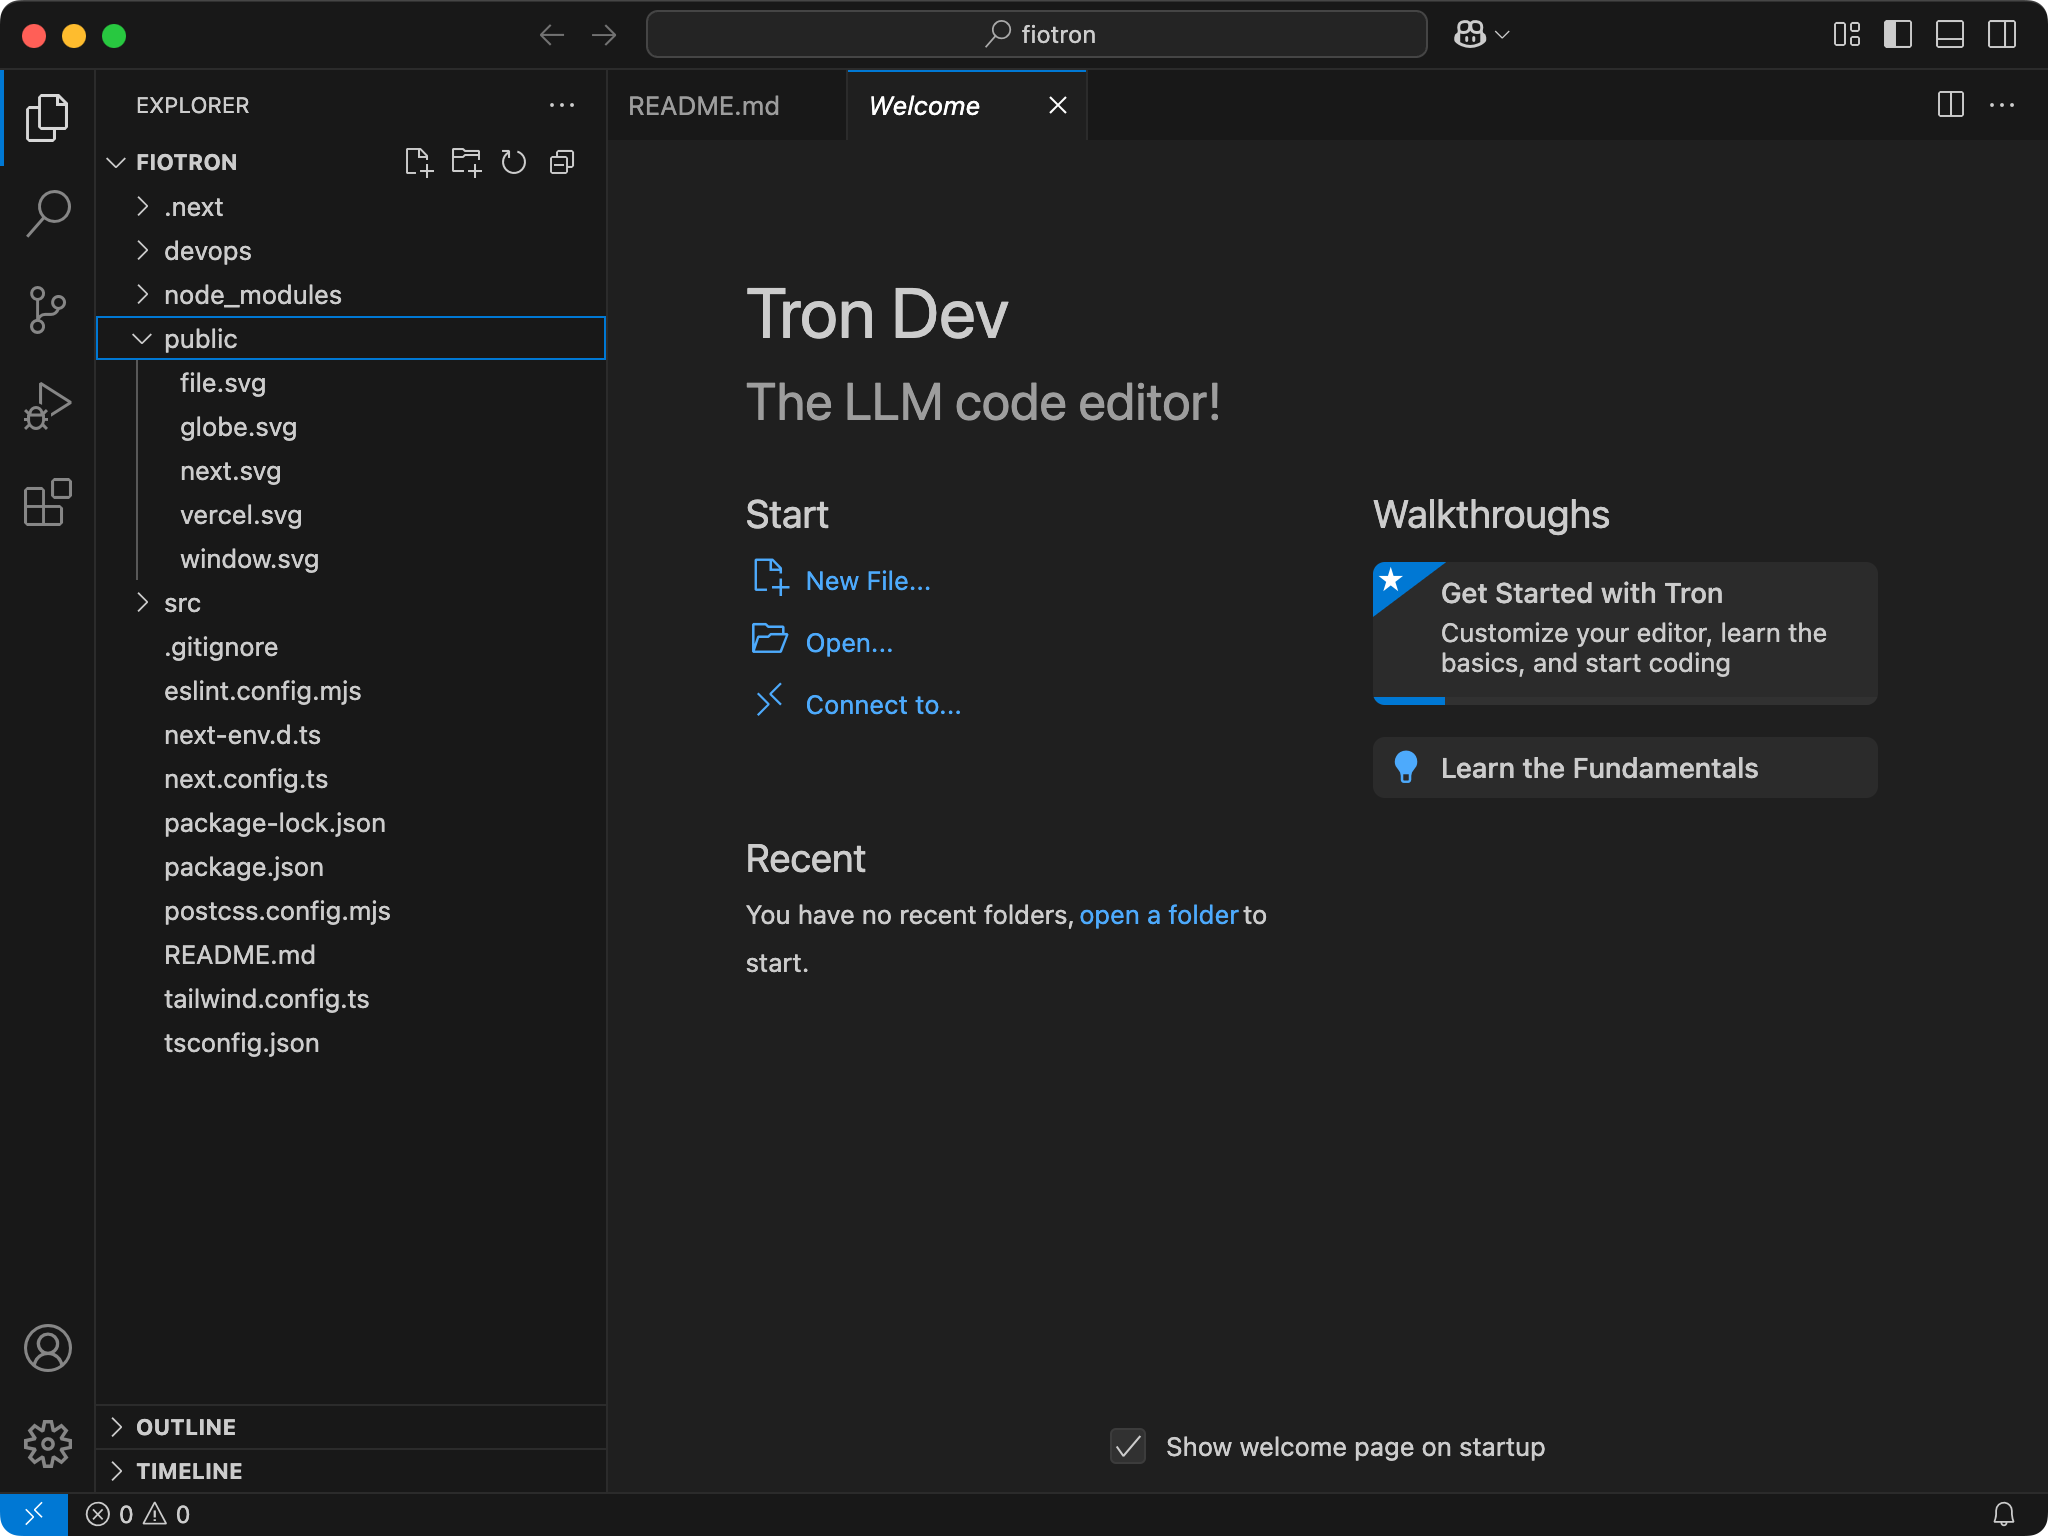 fiotron
EXPLORER
README.md
Welcome
FIOTRON
.next
devops
node_modules
public
file.svg
globe.svg
next.svg
vercel.svg
window.svg
src
.gitignore
eslint.config.mjs
next-env.d.ts
next.config.ts
package-lock.json
package.json
postcss.config.mjs
README.md
tailwind.config.ts
tsconfig.json
OUTLINE
TIMELINE
Tron Dev
The LLM code editor!
Start
New File...
Open...
Connect to...
Recent
You have no recent folders, open a folder to
start.
Walkthroughs
Get Started with Tron
Customize your editor, learn the
basics, and start coding
Learn the Fundamentals
Show welcome page on startup
0 0